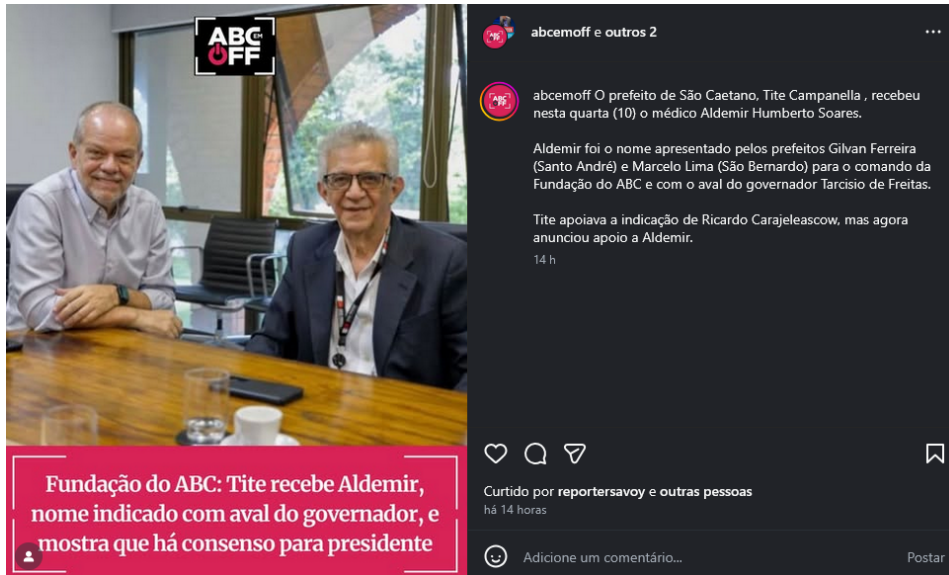 ABC EM
OFF
Fundação do ABC: Tite recebe Aldemir,
nome indicado com aval do governador, e
mostra que há consenso para presidente
abcemoff e outros 2
abcemoff O prefeito de São Caetano, Tite Campanella , recebeu
nesta quarta (10) o médico Aldemir Humberto Soares.
Aldemir foi o nome apresentado pelos prefeitos Gilvan Ferreira
(Santo André) e Marcelo Lima (São Bernardo) para o comando da
Fundação do ABC e com o aval do governador Tarcisio de Freitas.
Tite apoiava a indicação de Ricardo Carajeleascow, mas agora
anunciou apoio a Aldemir.
14 h
Curtido por reportersavoy e outras pessoas
há 14 horas
Adicione um comentário...
Postar